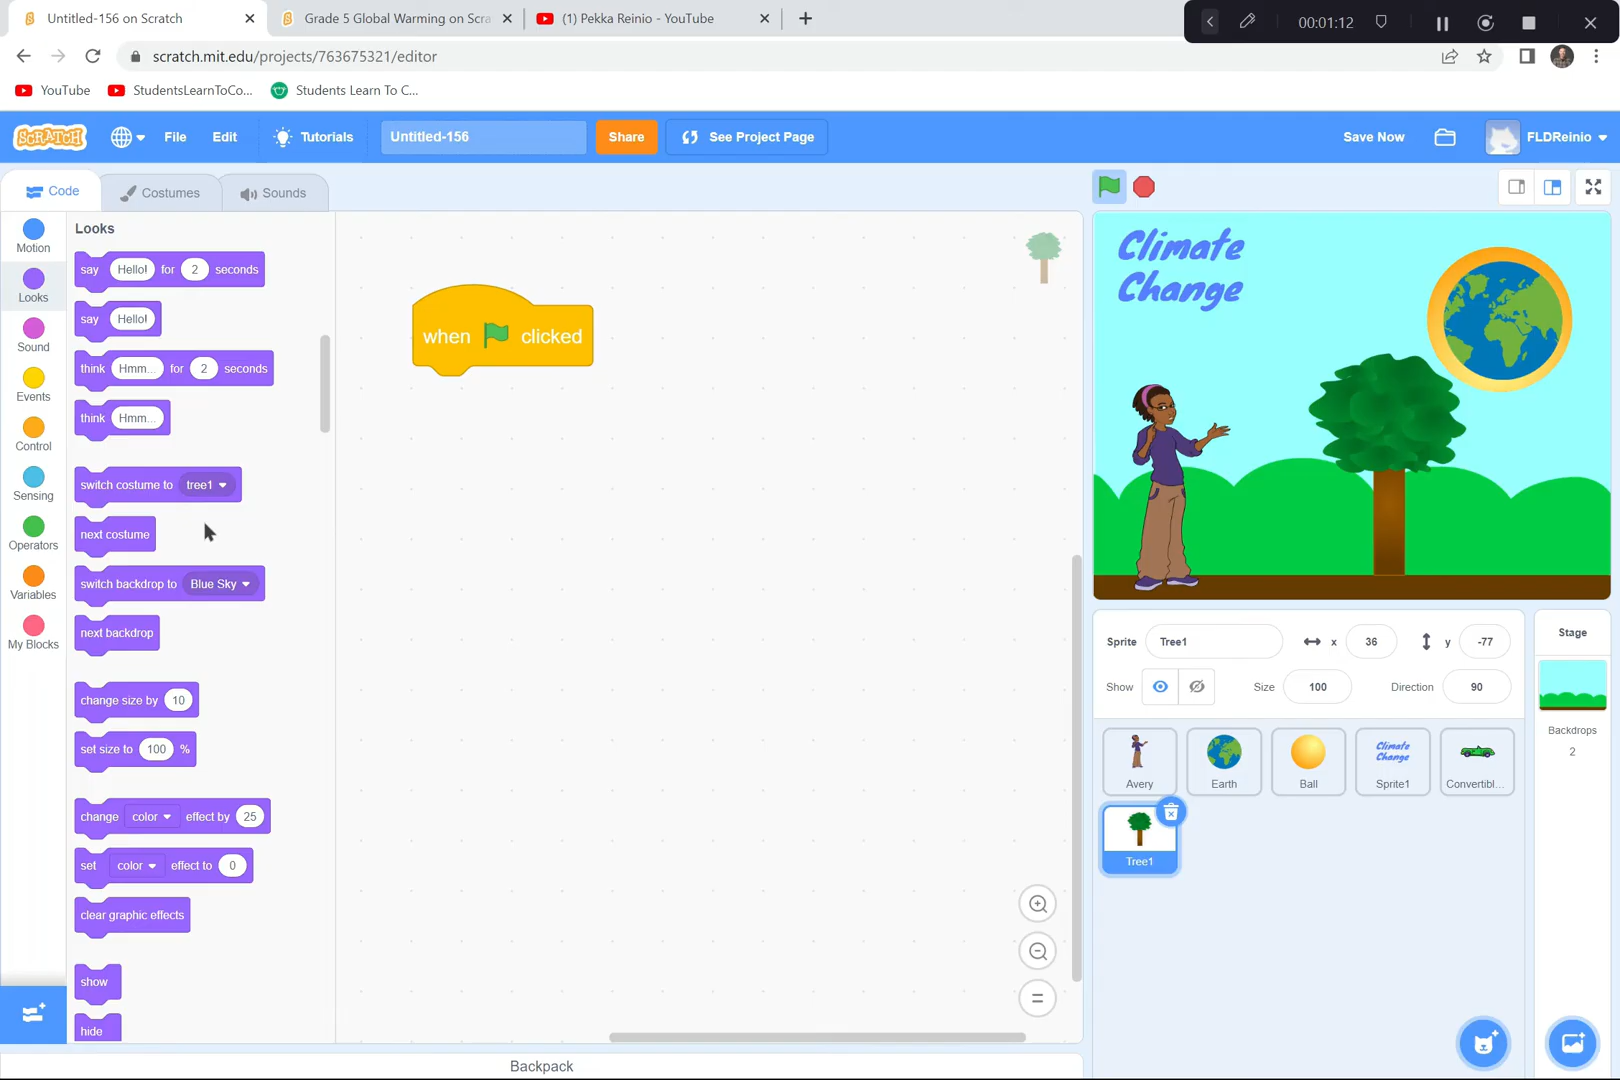 Untitled-156 on Scratch
Grade 5 Global Warming on Scra
(1) Pekka Reinio - YouTube
00:01:12
scratch.mit.edu/projects/763675321/editor
YouTube
StudentsLearnToCo...
Students Learn To C...
SCRATCH
File
Edit
Tutorials
Untitled-156
Share
See Project Page
Save Now
FLDReinio
Code
Costumes
Sounds
Motion
Looks
Sound
Events
Control
Sensing
Operators
Variables
My Blocks
Looks
say Hello! for 2 seconds
say Hello!
think Hmm... for 2 seconds
think Hmm...
switch costume to tree1
next costume
switch backdrop to Blue Sky
next backdrop
change size by 10
set size to 100 %
change color effect by 25
set color effect to 0
clear graphic effects
show
hide
when clicked
Climate
Change
Sprite Tree1 x 36 y -77
Show Size 100 Direction 90
Avery
Earth
Ball
Climate
Change
Sprite1
Convertibl...
Tree1
Stage
Backdrops
2
Backpack